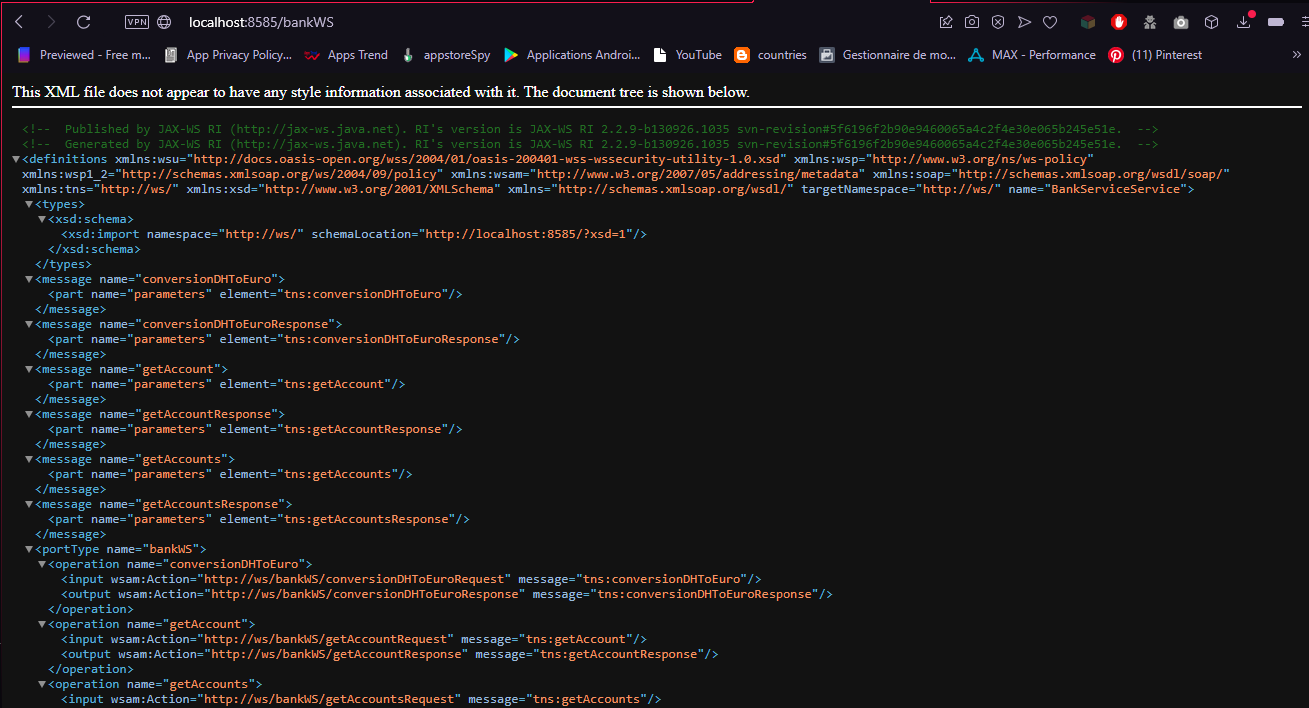 VPN localhost:8585/bankWS
Previewed - Free m... App Privacy Policy... Apps Trend appstoreSpy Applications Androi... YouTube countries Gestionnaire de mo... MAX - Performance (11) Pinterest »
This XML file does not appear to have any style information associated with it. The document tree is shown below.
<!-- Published by JAX-WS RI (http://jax-ws.java.net). RI's version is JAX-WS RI 2.2.9-b130926.1035 svn-revision#5f6196f2b90e9460065a4c2f4e30e065b245e51e. -->
<!-- Generated by JAX-WS RI (http://jax-ws.java.net). RI's version is JAX-WS RI 2.2.9-b130926.1035 svn-revision#5f6196f2b90e9460065a4c2f4e30e065b245e51e. -->
<definitions xmlns:wsu="http://docs.oasis-open.org/wss/2004/01/oasis-200401-wss-wssecurity-utility-1.0.xsd" xmlns:wsp="http://www.w3.org/ns/ws-policy"
xmlns:wsp1_2="http://schemas.xmlsoap.org/ws/2004/09/policy" xmlns:wsam="http://www.w3.org/2007/05/addressing/metadata" xmlns:soap="http://schemas.xmlsoap.org/wsdl/soap/"
xmlns:tns="http://ws/" xmlns:xsd="http://www.w3.org/2001/XMLSchema" xmlns="http://schemas.xmlsoap.org/wsdl/" targetNamespace="http://ws/" name="BankServiceService">
<types>
<xsd:schema>
<xsd:import namespace="http://ws/" schemaLocation="http://localhost:8585/?xsd=1"/>
</xsd:schema>
</types>
<message name="conversionDHToEuro">
<part name="parameters" element="tns:conversionDHToEuro"/>
</message>
<message name="conversionDHToEuroResponse">
<part name="parameters" element="tns:conversionDHToEuroResponse"/>
</message>
<message name="getAccount">
<part name="parameters" element="tns:getAccount"/>
</message>
<message name="getAccountResponse">
<part name="parameters" element="tns:getAccountResponse"/>
</message>
<message name="getAccounts">
<part name="parameters" element="tns:getAccounts"/>
</message>
<message name="getAccountsResponse">
<part name="parameters" element="tns:getAccountsResponse"/>
</message>
<portType name="bankWS">
<operation name="conversionDHToEuro">
<input wsam:Action="http://ws/bankWS/conversionDHToEuroRequest" message="tns:conversionDHToEuro"/>
<output wsam:Action="http://ws/bankWS/conversionDHToEuroResponse" message="tns:conversionDHToEuroResponse"/>
</operation>
<operation name="getAccount">
<input wsam:Action="http://ws/bankWS/getAccountRequest" message="tns:getAccount"/>
<output wsam:Action="http://ws/bankWS/getAccountResponse" message="tns:getAccountResponse"/>
</operation>
<operation name="getAccounts">
<input wsam:Action="http://ws/bankWS/getAccountsRequest" message="tns:getAccounts"/>